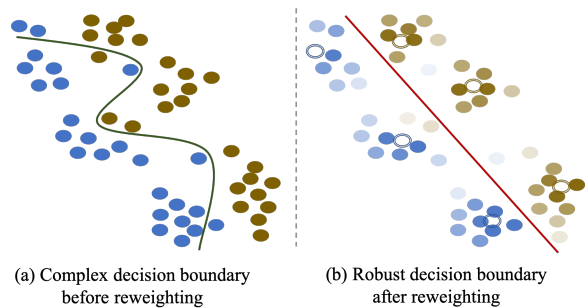 (a) Complex decision boundary
before reweighting
(b) Robust decision boundary
after reweighting